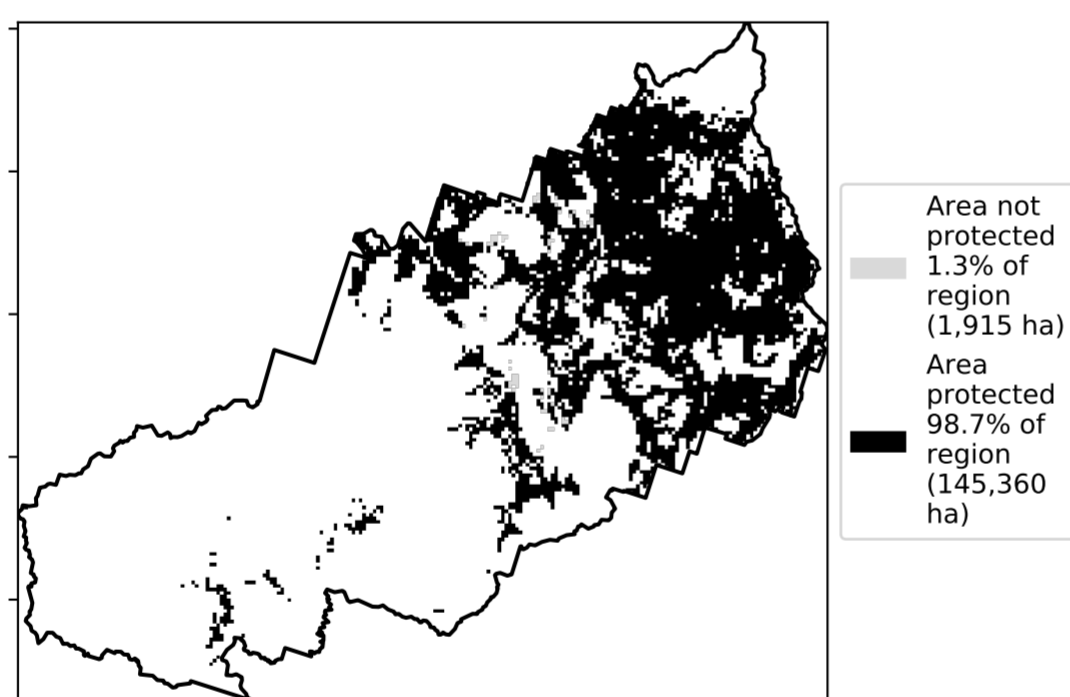 Area not
protected
1.3% of
region
(1,915 ha)
Area
protected
98.7% of
region
(145,360
ha)